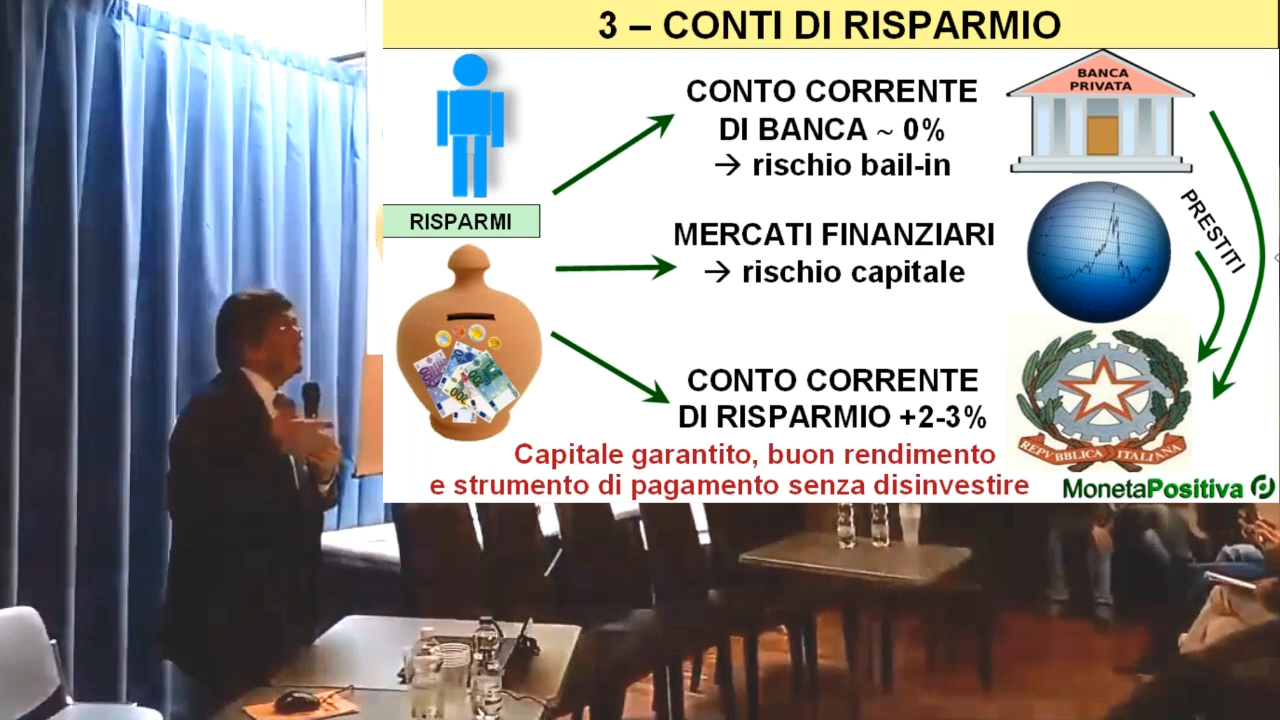 3 – CONTI DI RISPARMIO
CONTO CORRENTE
DI BANCA ~ 0%
→ rischio bail-in
BANCA
PRIVATA
RISPARMI
MERCATI FINANZIARI
→ rischio capitale
PRESTITI
CONTO CORRENTE
DI RISPARMIO +2-3%
REPVBBLICA ITALIANA
Capitale garantito, buon rendimento
e strumento di pagamento senza disinvestire
MonetaPositiva